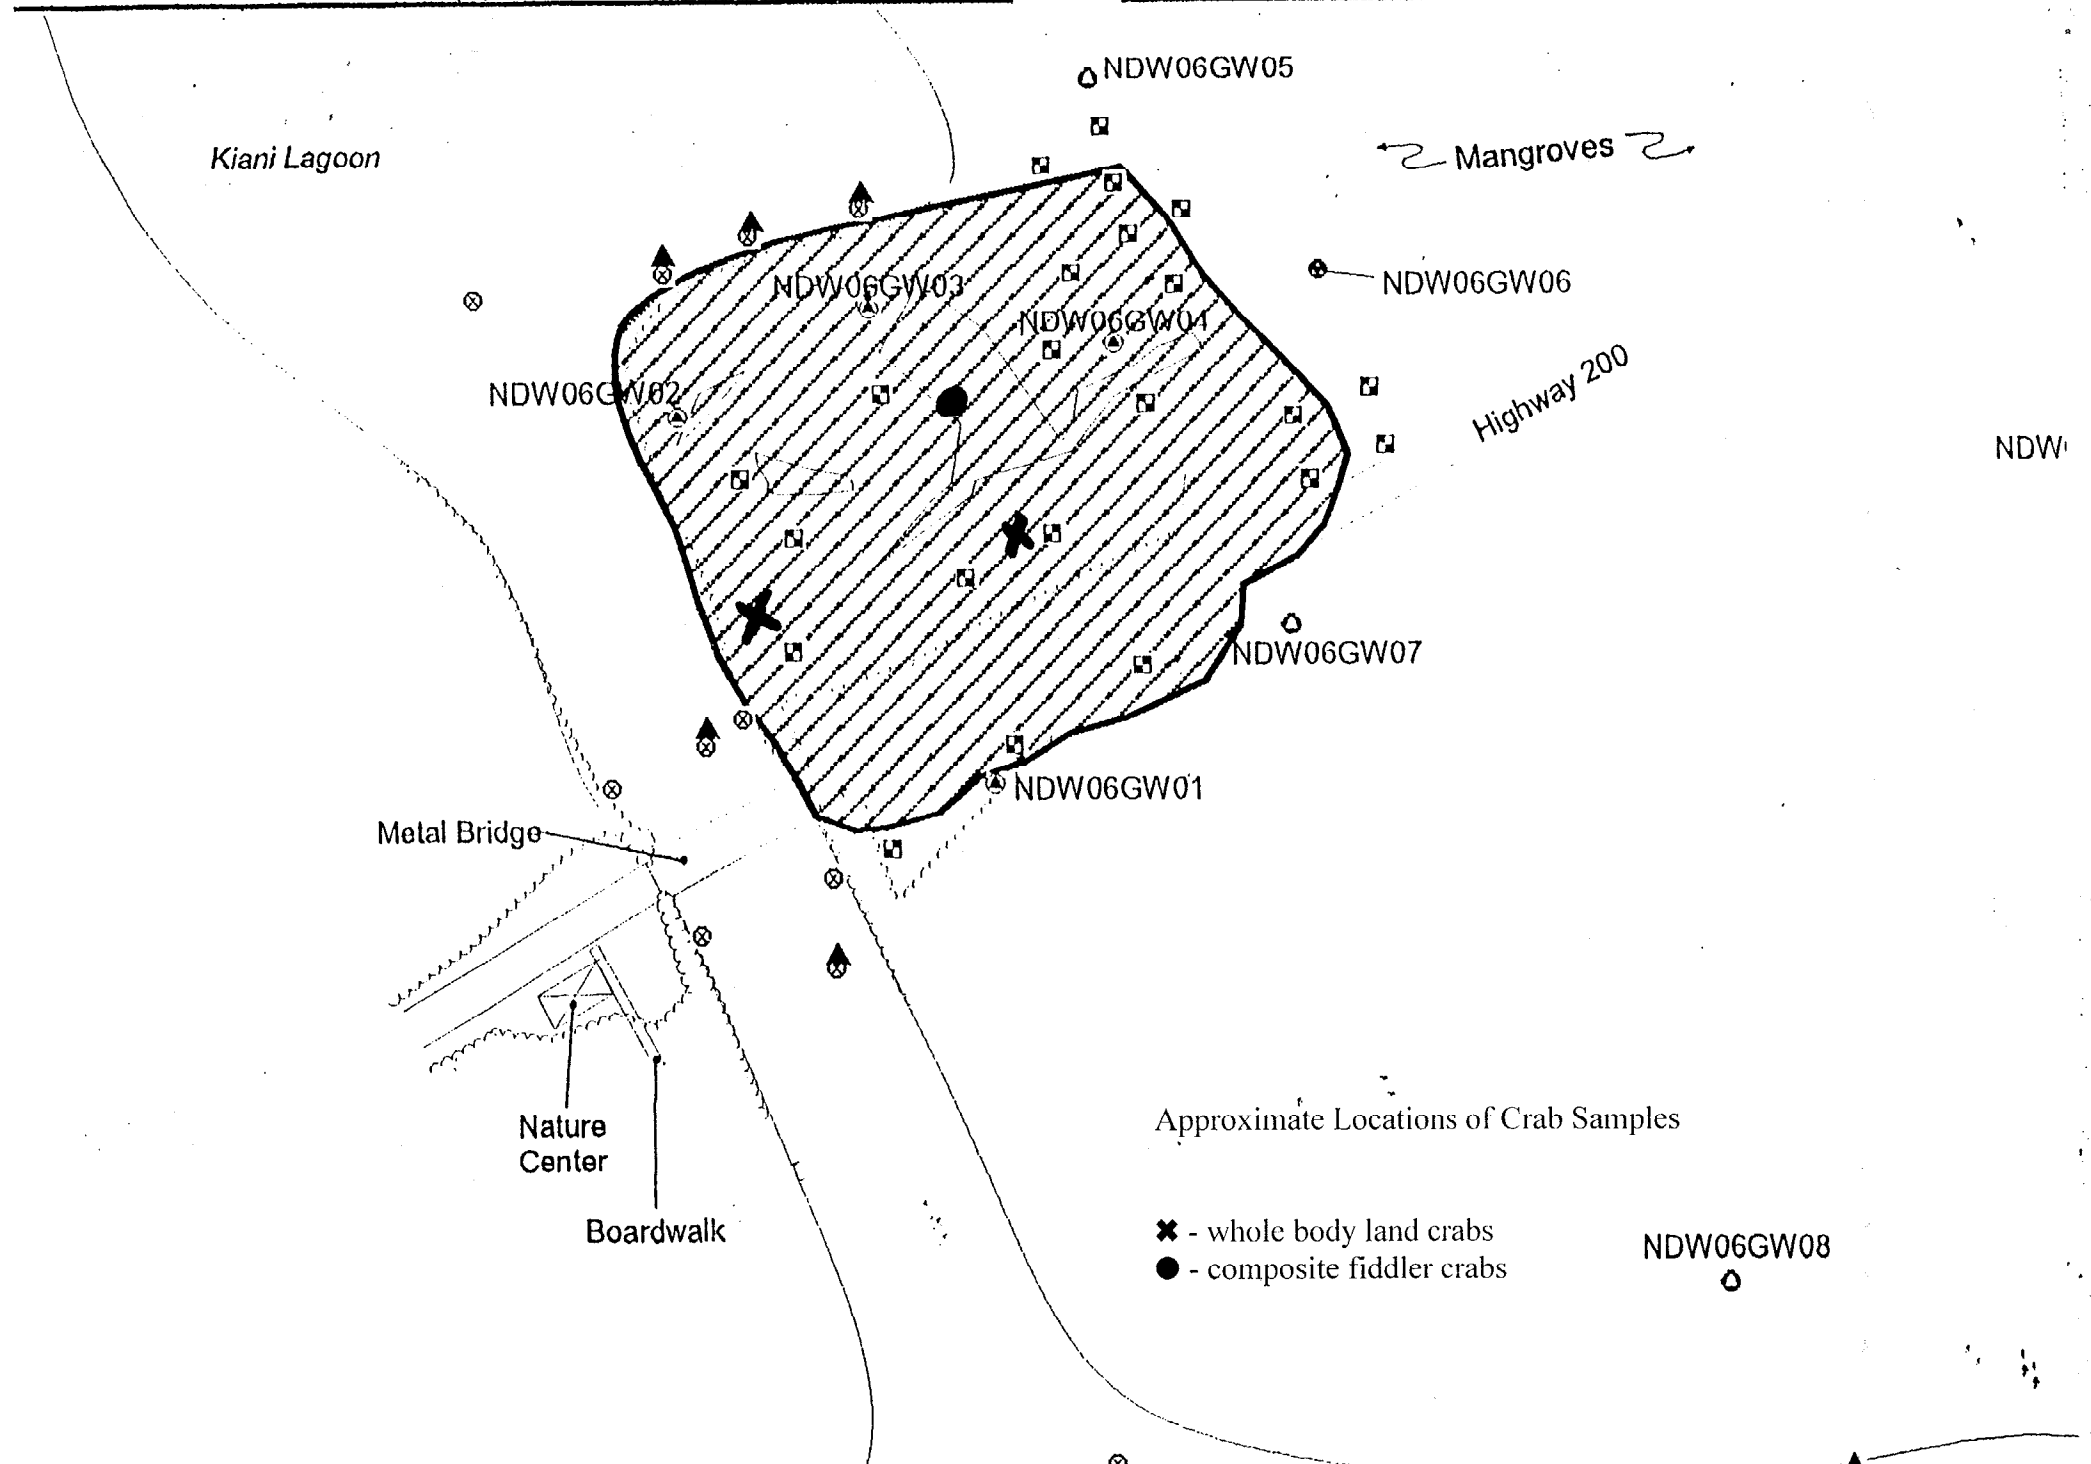 NDW06GW05
Kiani Lagoon
Mangroves
NDW06GW03
NDW06GW06
NDW06GW04
Highway 200
NDW06GW02
NDW
NDW06GW07
NDW06GW01
Metal Bridge
Nature
Center
Boardwalk
Approximate Locations of Crab Samples
✖ - whole body land crabs
● - composite fiddler crabs
NDW06GW08